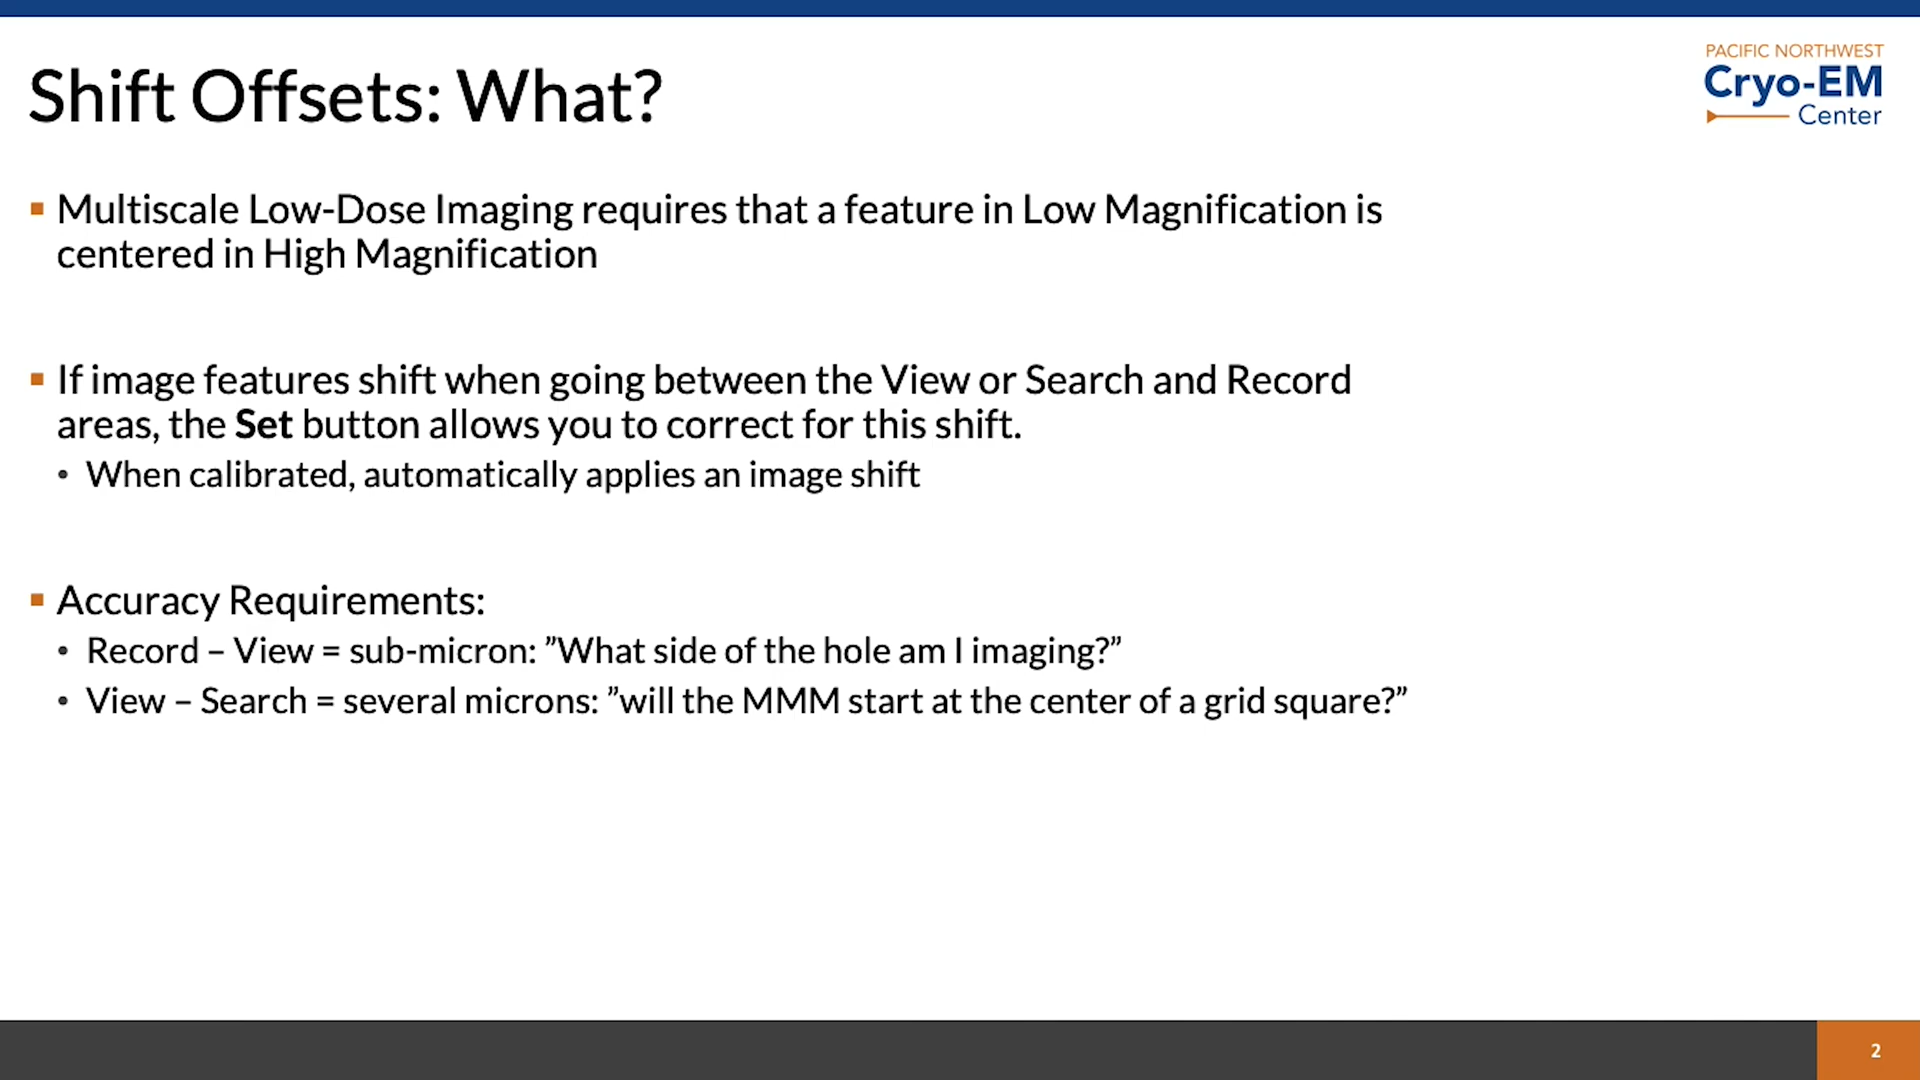 Shift Offsets: What?
PACIFIC NORTHWEST
Cryo-EM
Center
▪ Multiscale Low-Dose Imaging requires that a feature in Low Magnification is
centered in High Magnification
▪ If image features shift when going between the View or Search and Record
areas, the Set button allows you to correct for this shift.
• When calibrated, automatically applies an image shift
▪ Accuracy Requirements:
• Record – View = sub-micron: ”What side of the hole am I imaging?”
• View – Search = several microns: ”will the MMM start at the center of a grid square?”
2